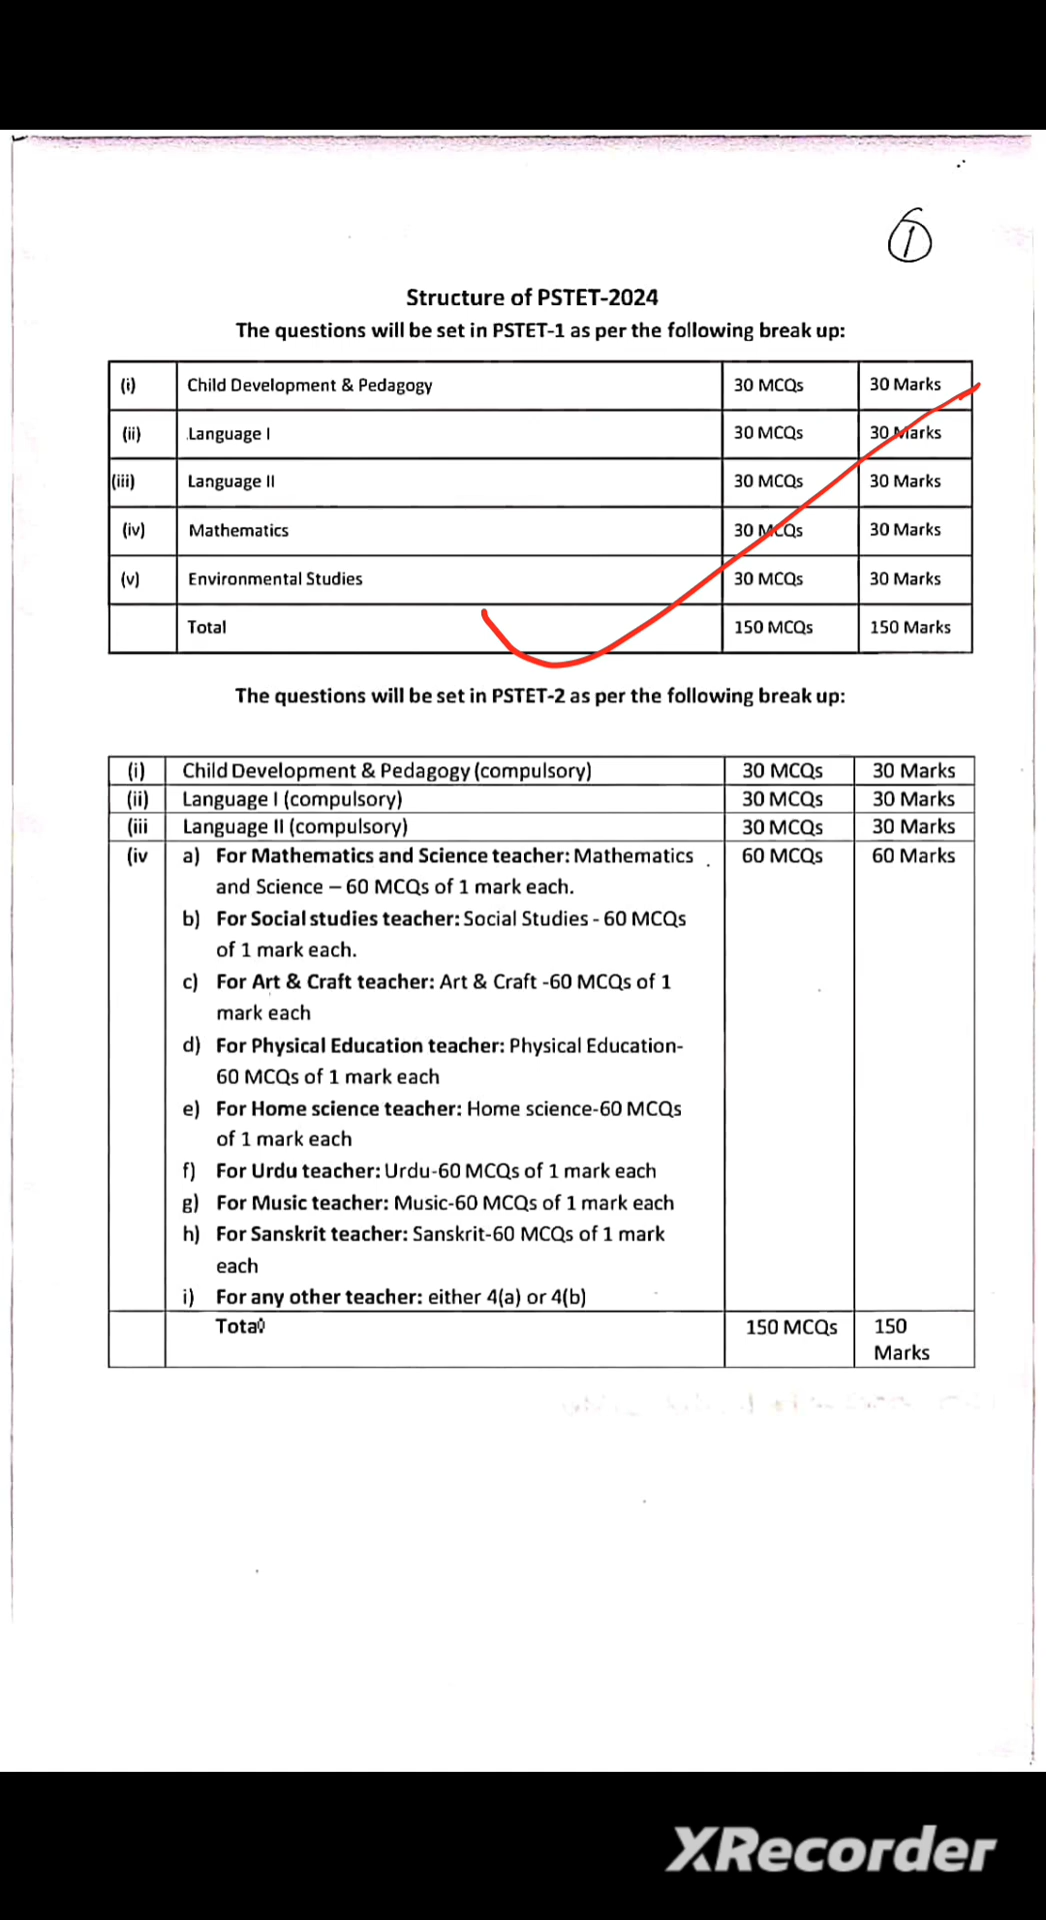 1
Structure of PSTET-2024
The questions will be set in PSTET-1 as per the following break up:
(i) Child Development & Pedagogy 30 MCQs 30 Marks
(ii) Language I 30 MCQs 30 Marks
(iii) Language II 30 MCQs 30 Marks
(iv) Mathematics 30 MCQs 30 Marks
(v) Environmental Studies 30 MCQs 30 Marks
Total 150 MCQs 150 Marks
The questions will be set in PSTET-2 as per the following break up:
(i) Child Development & Pedagogy (compulsory) 30 MCQs 30 Marks
(ii) Language I (compulsory) 30 MCQs 30 Marks
(iii Language II (compulsory) 30 MCQs 30 Marks
(iv a) For Mathematics and Science teacher: Mathematics 60 MCQs 60 Marks
and Science – 60 MCQs of 1 mark each.
b) For Social studies teacher: Social Studies - 60 MCQs
of 1 mark each.
c) For Art & Craft teacher: Art & Craft -60 MCQs of 1
mark each
d) For Physical Education teacher: Physical Education-
60 MCQs of 1 mark each
e) For Home science teacher: Home science-60 MCQs
of 1 mark each
f) For Urdu teacher: Urdu-60 MCQs of 1 mark each
g) For Music teacher: Music-60 MCQs of 1 mark each
h) For Sanskrit teacher: Sanskrit-60 MCQs of 1 mark
each
i) For any other teacher: either 4(a) or 4(b)
Total 150 MCQs 150
Marks
XRecorder